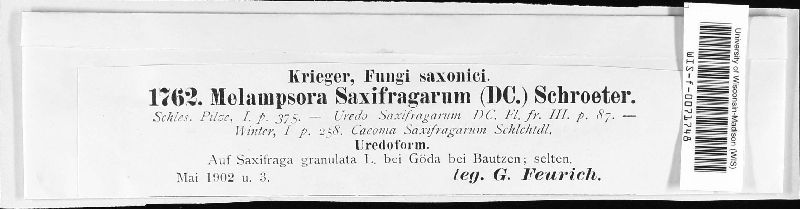 Krieger, Fungi saxonici.
1762. Melampsora Saxifragarum (DC.) Schroeter.
Schles. Pilze, I. p. 375. — Uredo Saxifragarum DC. Fl. fr. III. p. 87. —
Winter, I p. 258. Caeoma Saxifragarum Schlchtdl.
Uredoform.
Auf Saxifraga granulata L. bei Göda bei Bautzen; selten.
Mai 1902 u. 3.
leg. G. Feurich.
University of Wisconsin-Madison (WIS)
WIS-f-0071748